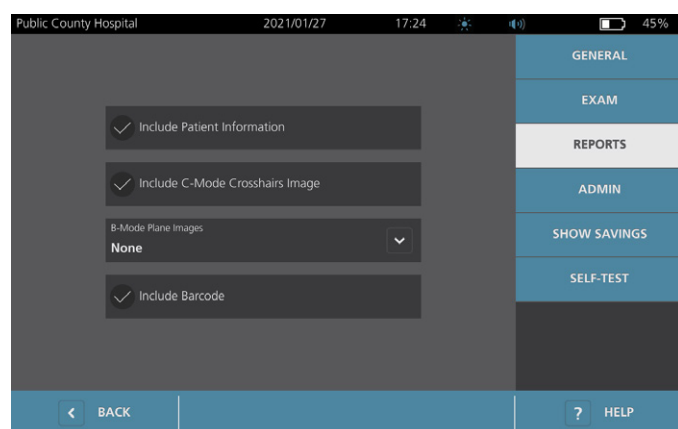 Public County Hospital 2021/01/27 17:24 45%
GENERAL
EXAM
Include Patient Information
REPORTS
Include C-Mode Crosshairs Image
ADMIN
B-Mode Plane Images
None
SHOW SAVINGS
SELF-TEST
Include Barcode
BACK
? HELP